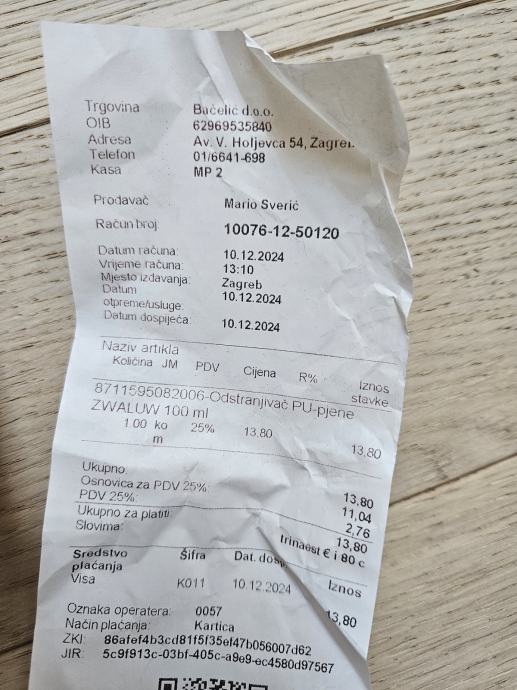 Trgovina Bačelić d.o.o.
OIB 62969535840
Adresa Av. V. Holjevca 54, Zagreb
Telefon 01/6641-698
Kasa MP 2
Prodavač Mario Sverić
Račun broj: 10076-12-50120
Datum računa: 10.12.2024
Vrijeme računa: 13:10
Mjesto izdavanja: Zagreb
Datum 10.12.2024
otpreme/usluge:
Datum dospijeća: 10.12.2024
Naziv artikla
Količina JM PDV Cijena R% Iznos
stavke
8711595082006-Odstranjivač PU-pjene
ZWALUW 100 ml
1.00 ko 25% 13,80 13,80
m
Ukupno: 13,80
Osnovica za PDV 25%: 11,04
PDV 25%: 2,76
Ukupno za platiti: 13,80
Slovima: trinaest € i 80 c
Sredstvo Šifra Dat. dosp Iznos
plaćanja
Visa K011 10.12.2024 13,80
Oznaka operatera: 0057
Način plaćanja: Kartica
ZKI: 86afef4b3cd81f5f35ef47b056007d62
JIR: 5c9f913c-03bf-405c-a9e9-ec4580d97567